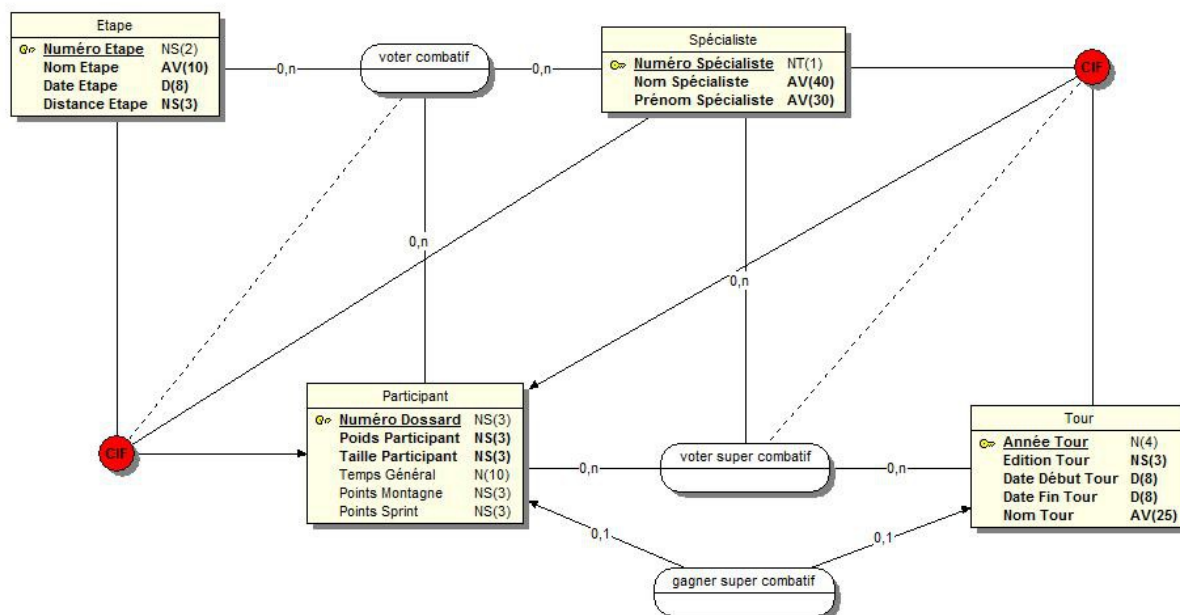 Etape
Numéro Etape NS(2)
Nom Etape AV(10)
Date Etape D(8)
Distance Etape NS(3)
0,n
voter combatif
0,n
Spécialiste
Numéro Spécialiste NT(1)
Nom Spécialiste AV(40)
Prénom Spécialiste AV(30)
CIF
0,n
0,n
CIF
Participant
Numéro Dossard NS(3)
Poids Participant NS(3)
Taille Participant NS(3)
Temps Général N(10)
Points Montagne NS(3)
Points Sprint NS(3)
0,n
voter super combatif
0,n
Tour
Année Tour N(4)
Edition Tour NS(3)
Date Début Tour D(8)
Date Fin Tour D(8)
Nom Tour AV(25)
0,1
0,1
gagner super combatif